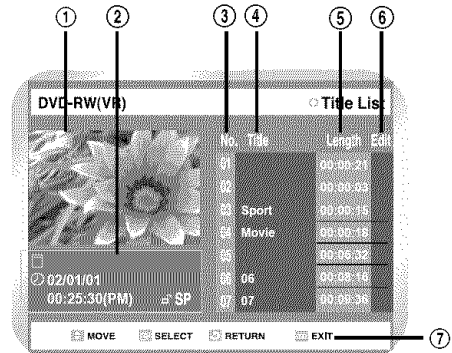 ① ② ③ ④ ⑤ ⑥
DVD-RW(VR) Title List
No. Title Length Edit
01 00:00:21
02 00:00:03
03 Sport 00:00:15
04 Movie 00:00:18
05 00:06:32
06 06 00:08:16
07 07 00:09:36
02/01/01
00:25:30(PM) SP
MOVE SELECT RETURN EXIT ⑦